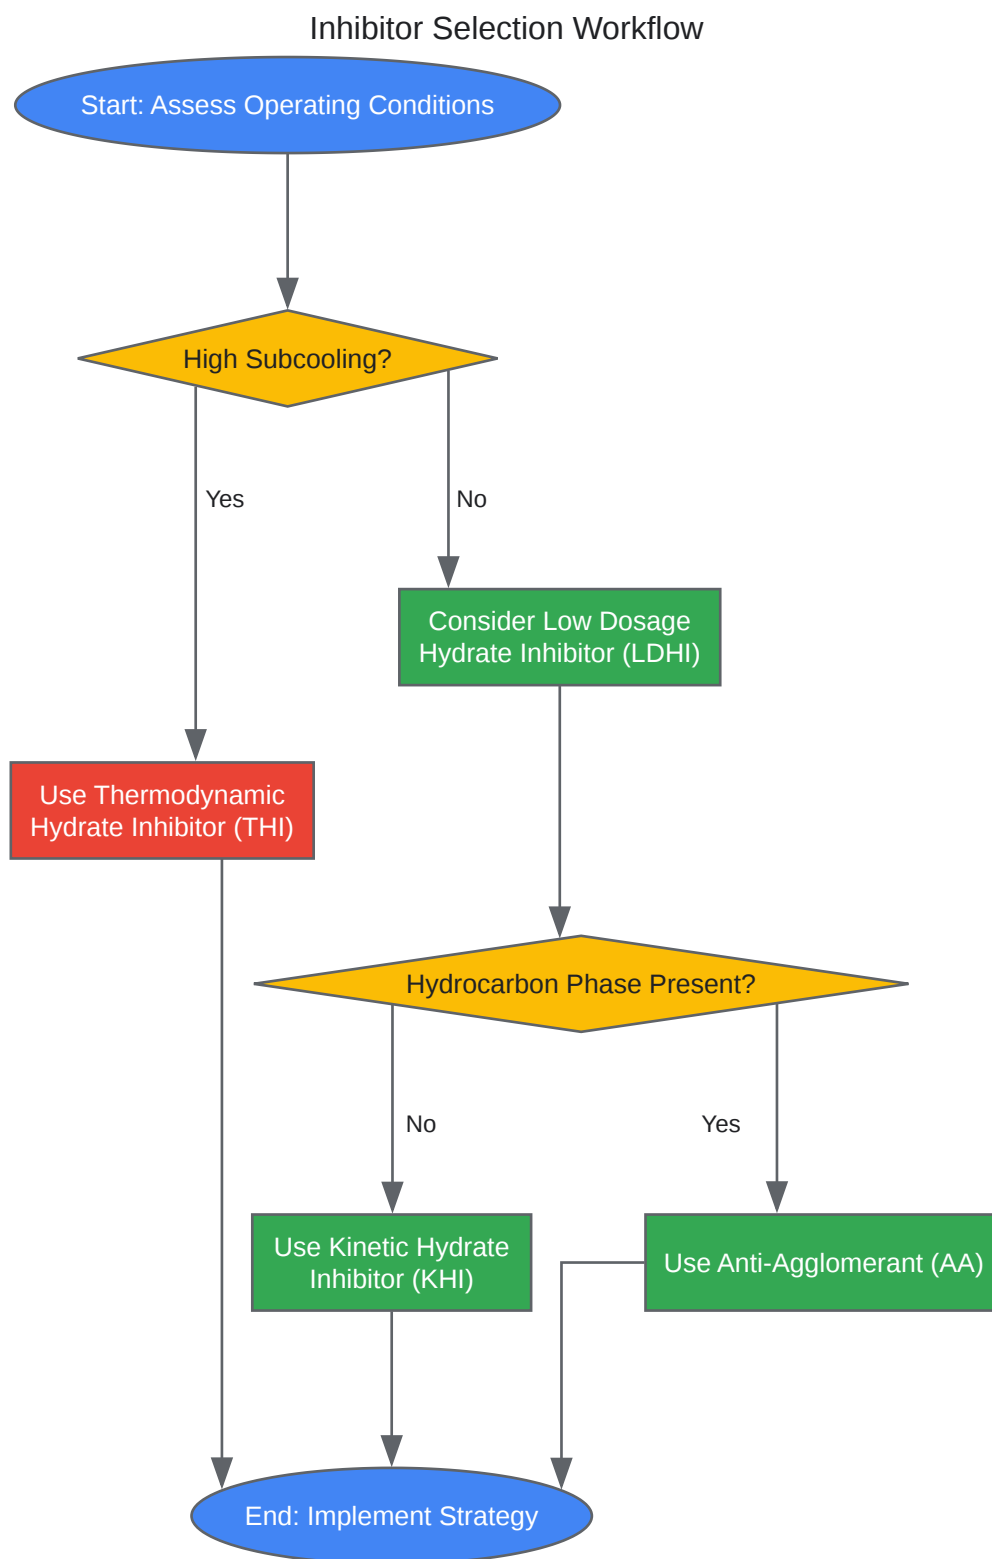 Inhibitor Selection Workflow
Start: Assess Operating Conditions
High Subcooling?
Yes
No
Consider Low Dosage
Hydrate Inhibitor (LDHI)
Use Thermodynamic
Hydrate Inhibitor (THI)
Hydrocarbon Phase Present?
No
Yes
Use Kinetic Hydrate
Inhibitor (KHI)
Use Anti-Agglomerant (AA)
End: Implement Strategy